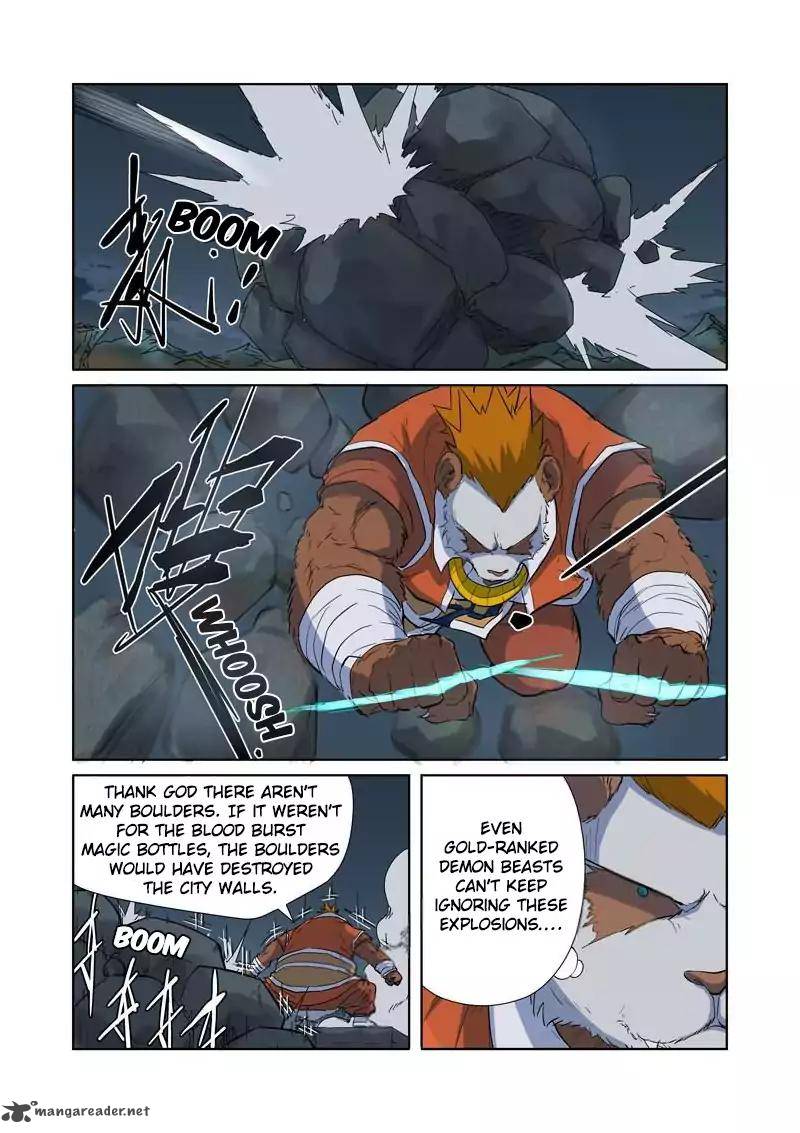 BOOM
WHOOSH
THANK GOD THERE AREN'T
MANY BOULDERS. IF IT WEREN'T
FOR THE BLOOD BURST
MAGIC BOTTLES, THE BOULDERS
WOULD HAVE DESTROYED
THE CITY WALLS.
BOOM
EVEN
GOLD-RANKED
DEMON BEASTS
CAN'T KEEP
IGNORING THESE
EXPLOSIONS....
mangareader.net